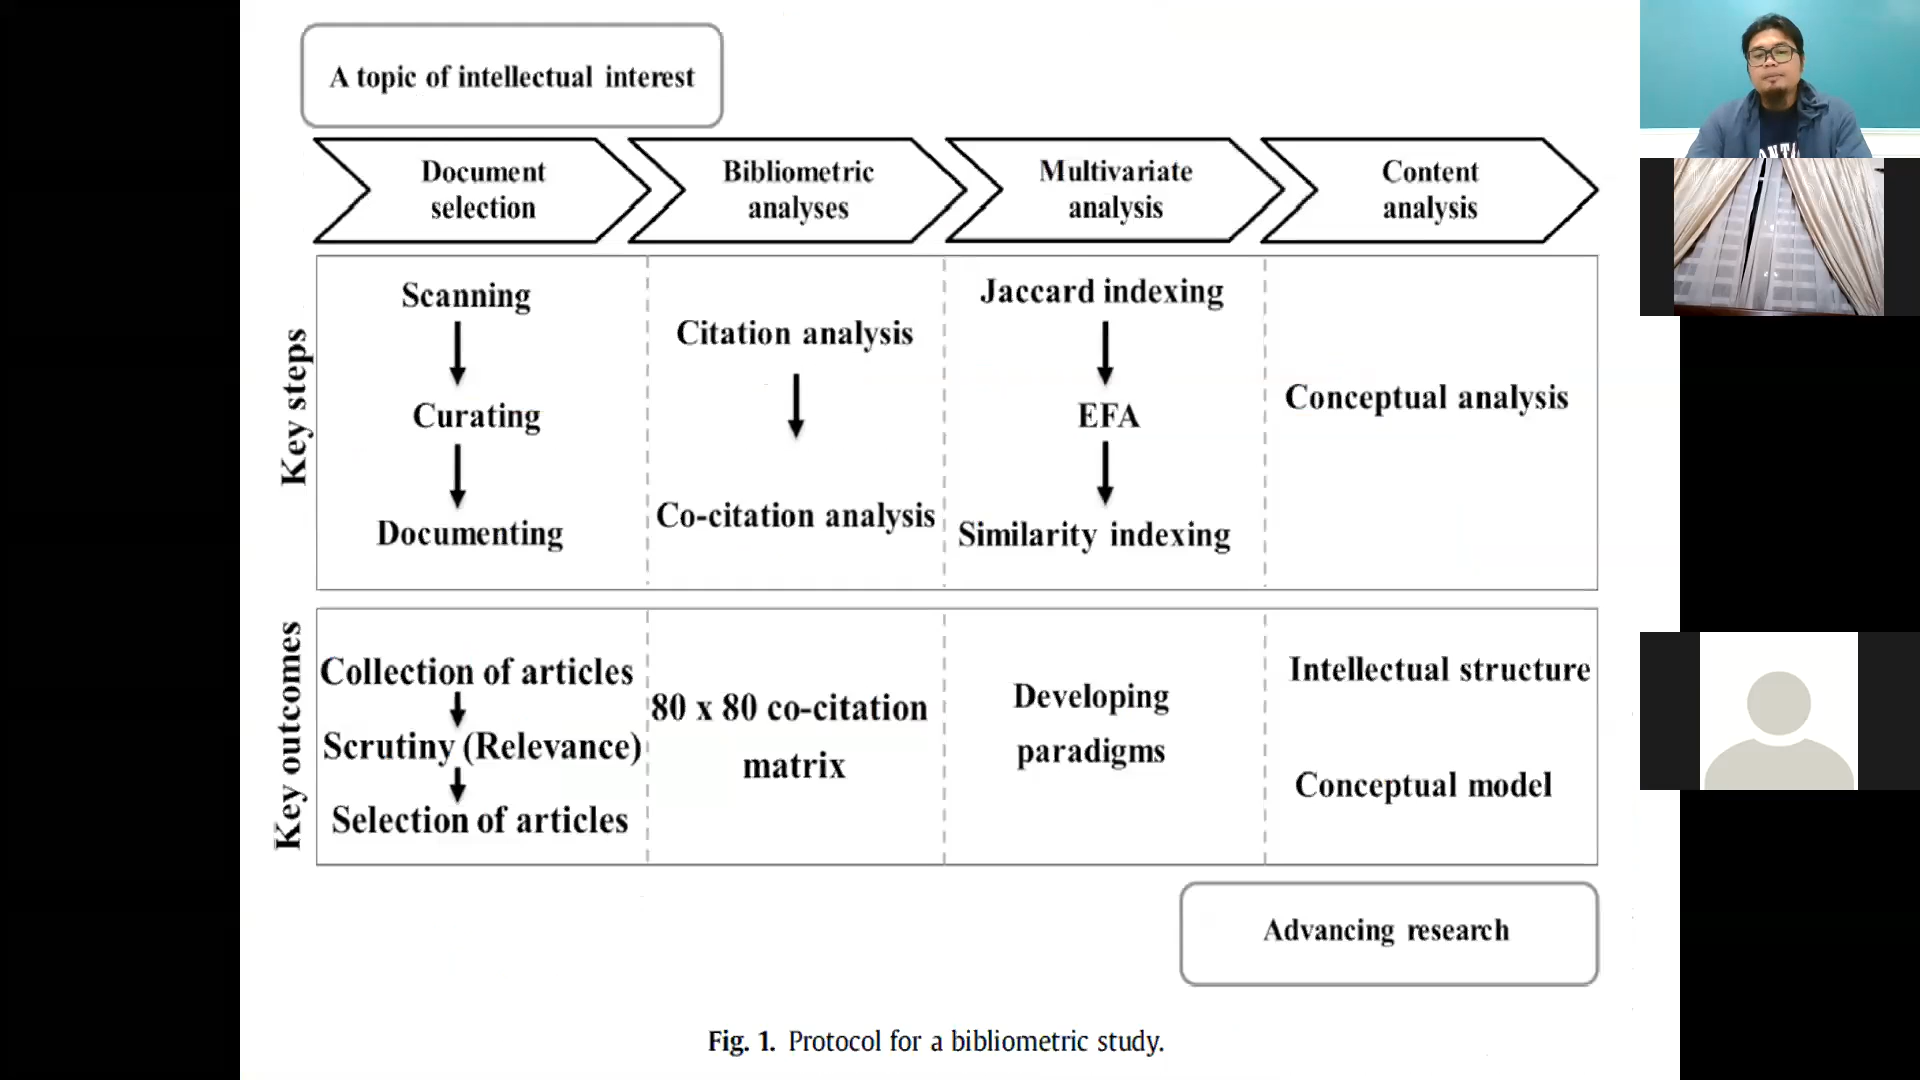 A topic of intellectual interest
Document
selection
Bibliometric
analyses
Multivariate
analysis
Content
analysis
Key steps
Scanning
Curating
Documenting
Citation analysis
Co-citation analysis
Jaccard indexing
EFA
Similarity indexing
Conceptual analysis
Key outcomes
Collection of articles
Scrutiny (Relevance)
Selection of articles
80 x 80 co-citation
matrix
Developing
paradigms
Intellectual structure
Conceptual model
Advancing research
Fig. 1. Protocol for a bibliometric study.